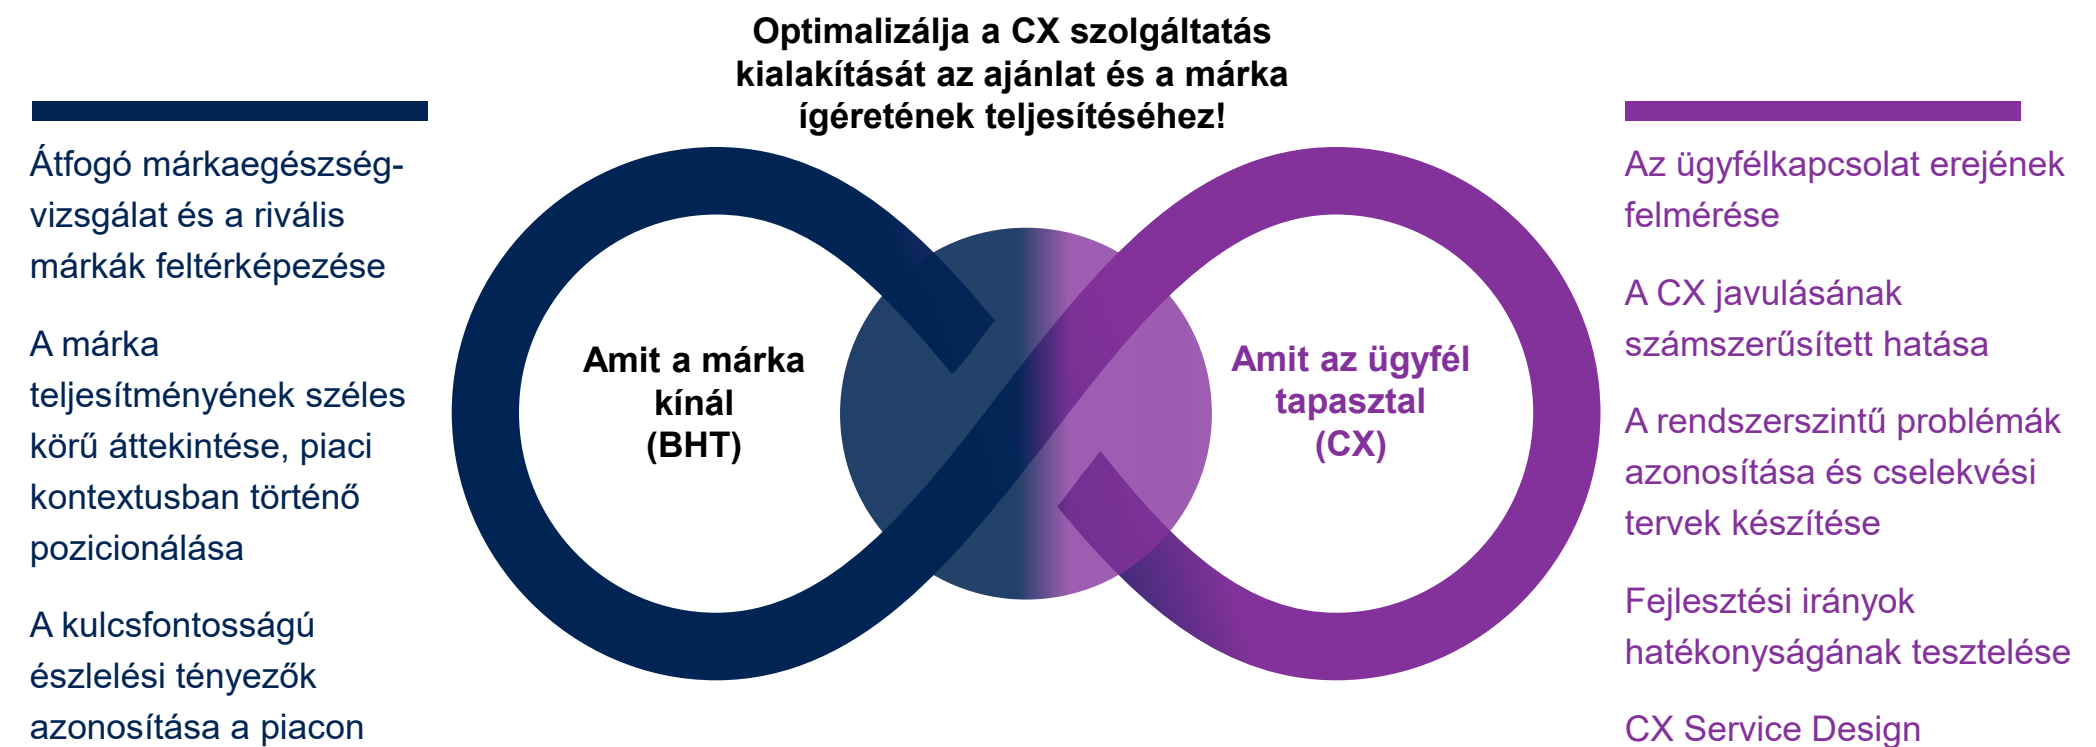 Optimalizálja a CX szolgáltatás
kialakítását az ajánlat és a márka
ígéretének teljesítéséhez!
Átfogó márkaegészség-
vizsgálat és a rivális
márkák feltérképezése
A márka
teljesítményének széles
körű áttekintése, piaci
kontextusban történő
pozicionálása
A kulcsfontosságú
észlelési tényezők
azonosítása a piacon
Amit a márka
kínál
(BHT)
Amit az ügyfél
tapasztal
(CX)
Az ügyfélkapcsolat erejének
felmérése
A CX javulásának
számszerűsített hatása
A rendszerszintű problémák
azonosítása és cselekvési
tervek készítése
Fejlesztési irányok
hatékonyságának tesztelése
CX Service Design